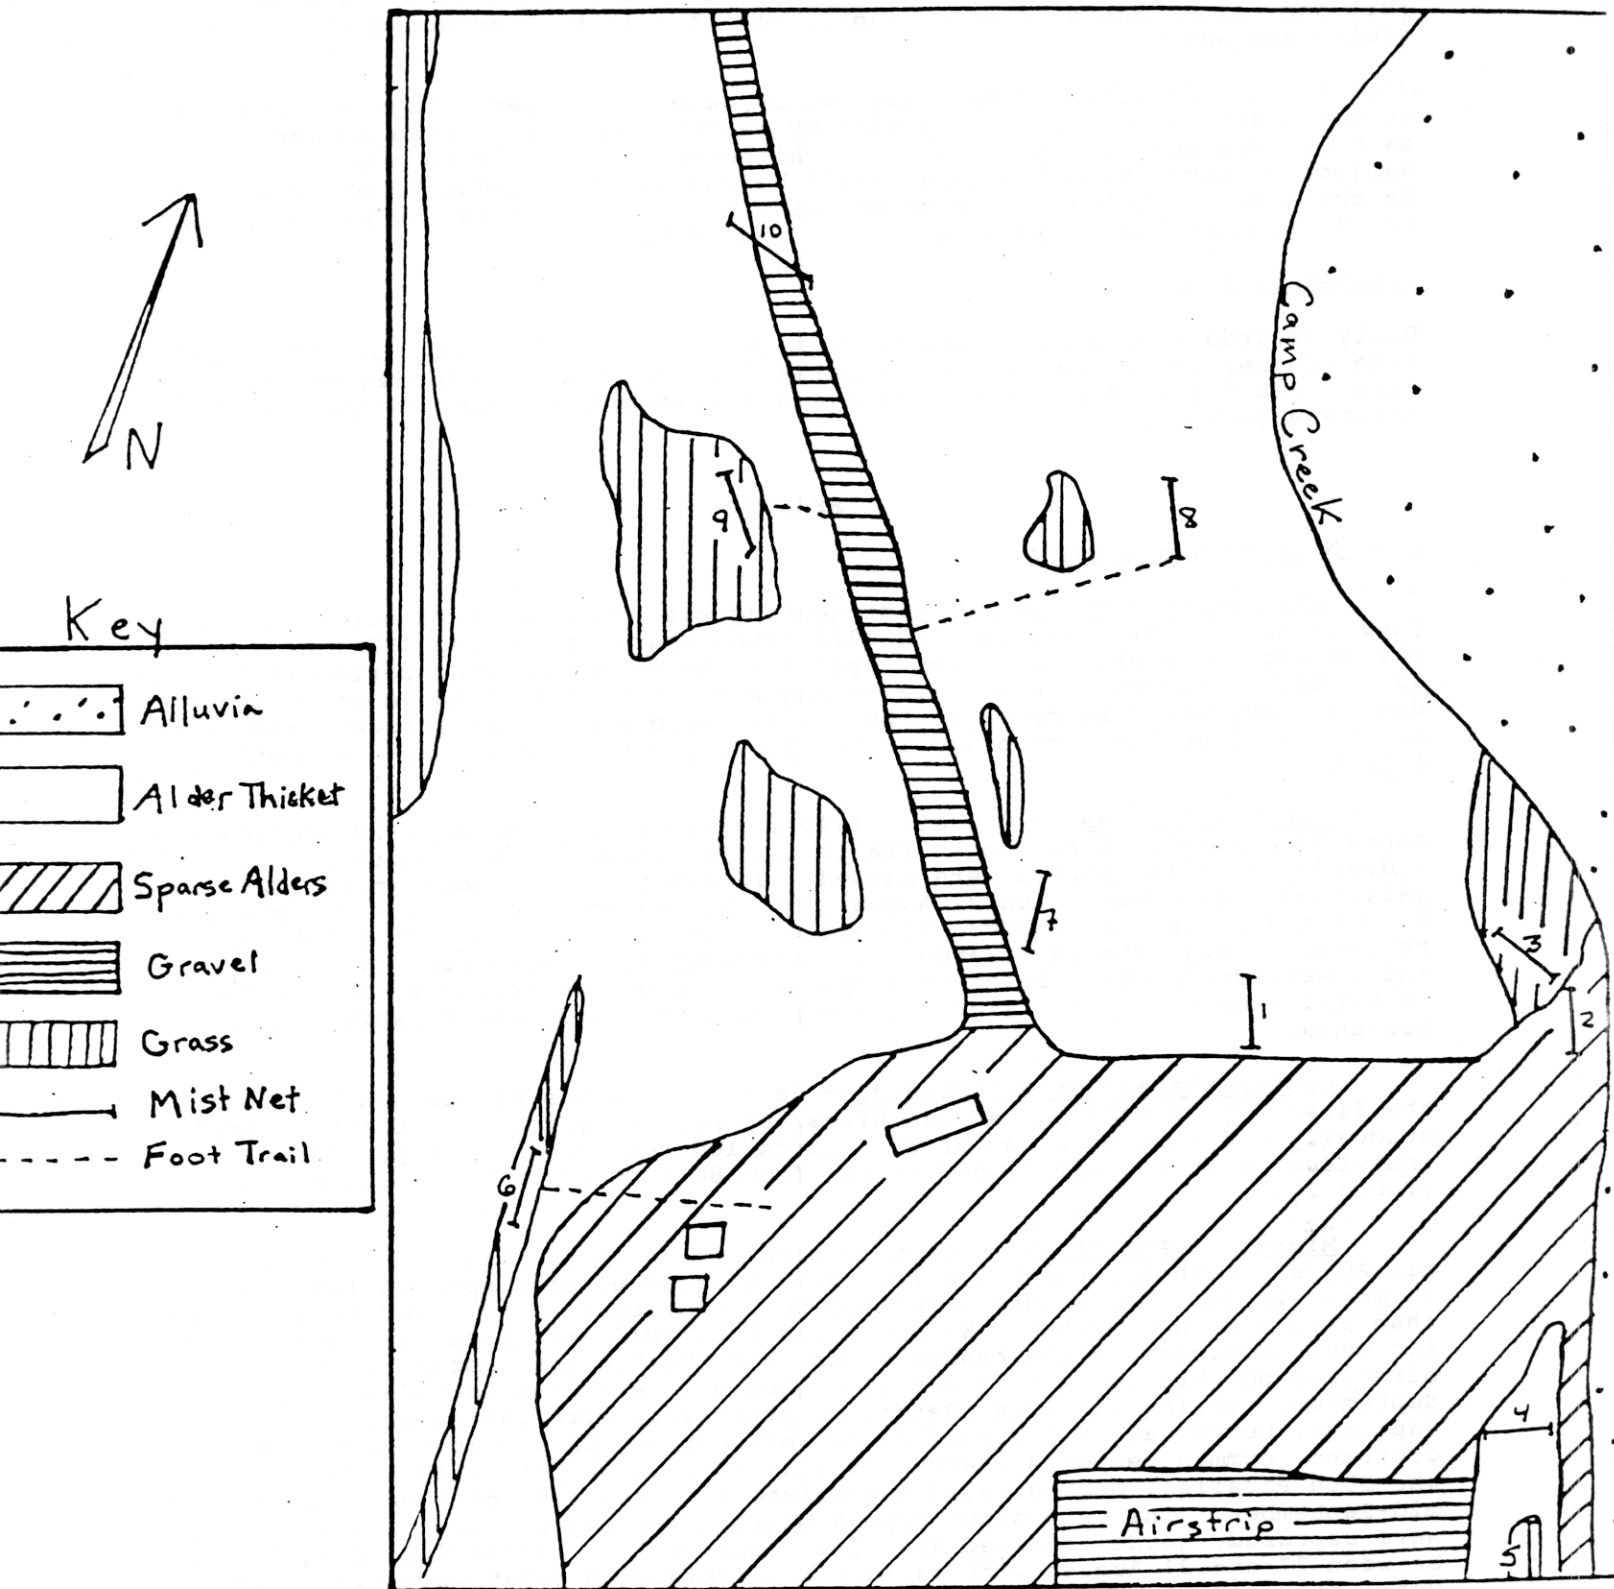 10
N
Camp Creek
9
8
Key
Alluvia
Alder Thicket
Sparse Alders
Gravel
Grass
Mist Net
Foot Trail
7
3
1
2
6
4
Airstrip
5